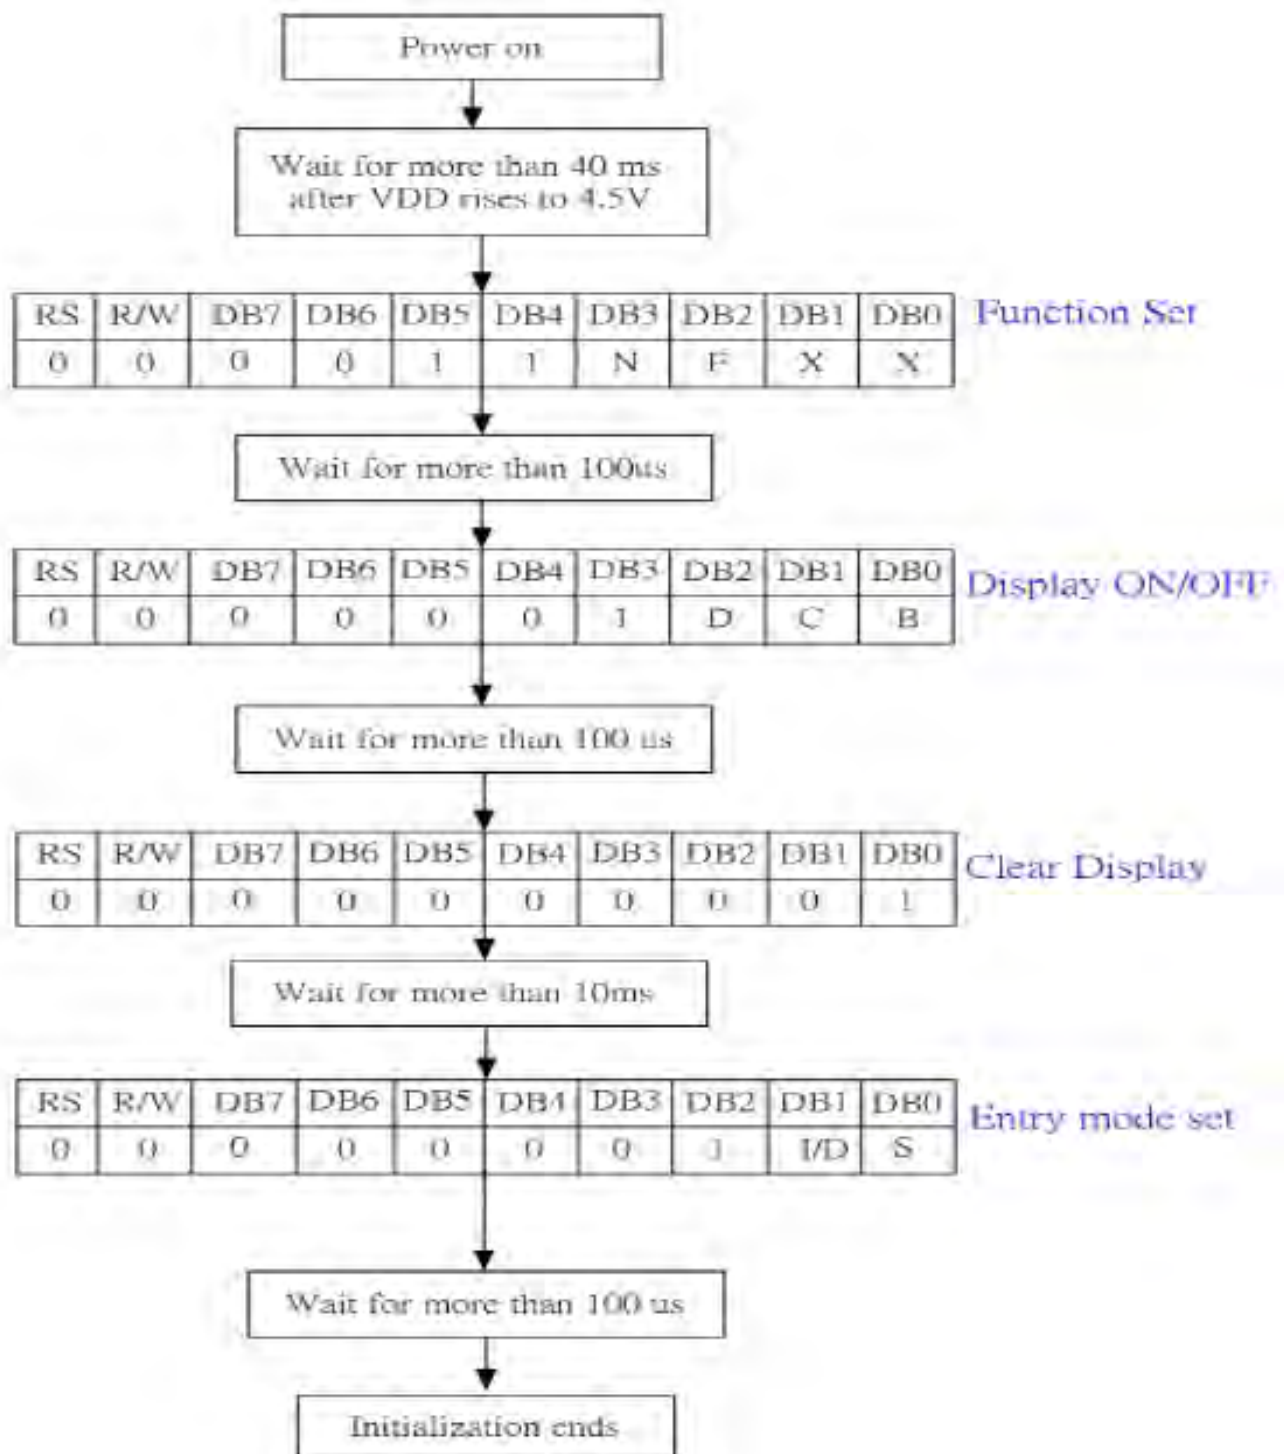 Power on
Wait for more than 40 ms
after VDD rises to 4.5V
RS R/W DB7 DB6 DB5 DB4 DB3 DB2 DB1 DB0 Function Set
0 0 0 0 1 1 N F X X
Wait for more than 100us
RS R/W DB7 DB6 DB5 DB4 DB3 DB2 DB1 DB0 Display ON/OFF
0 0 0 0 0 0 1 D C B
Wait for more than 100 us
RS R/W DB7 DB6 DB5 DB4 DB3 DB2 DB1 DB0 Clear Display
0 0 0 0 0 0 0 0 0 1
Wait for more than 10ms
RS R/W DB7 DB6 DB5 DB4 DB3 DB2 DB1 DB0 Entry mode set
0 0 0 0 0 0 0 1 I/D S
Wait for more than 100 us
Initialization ends